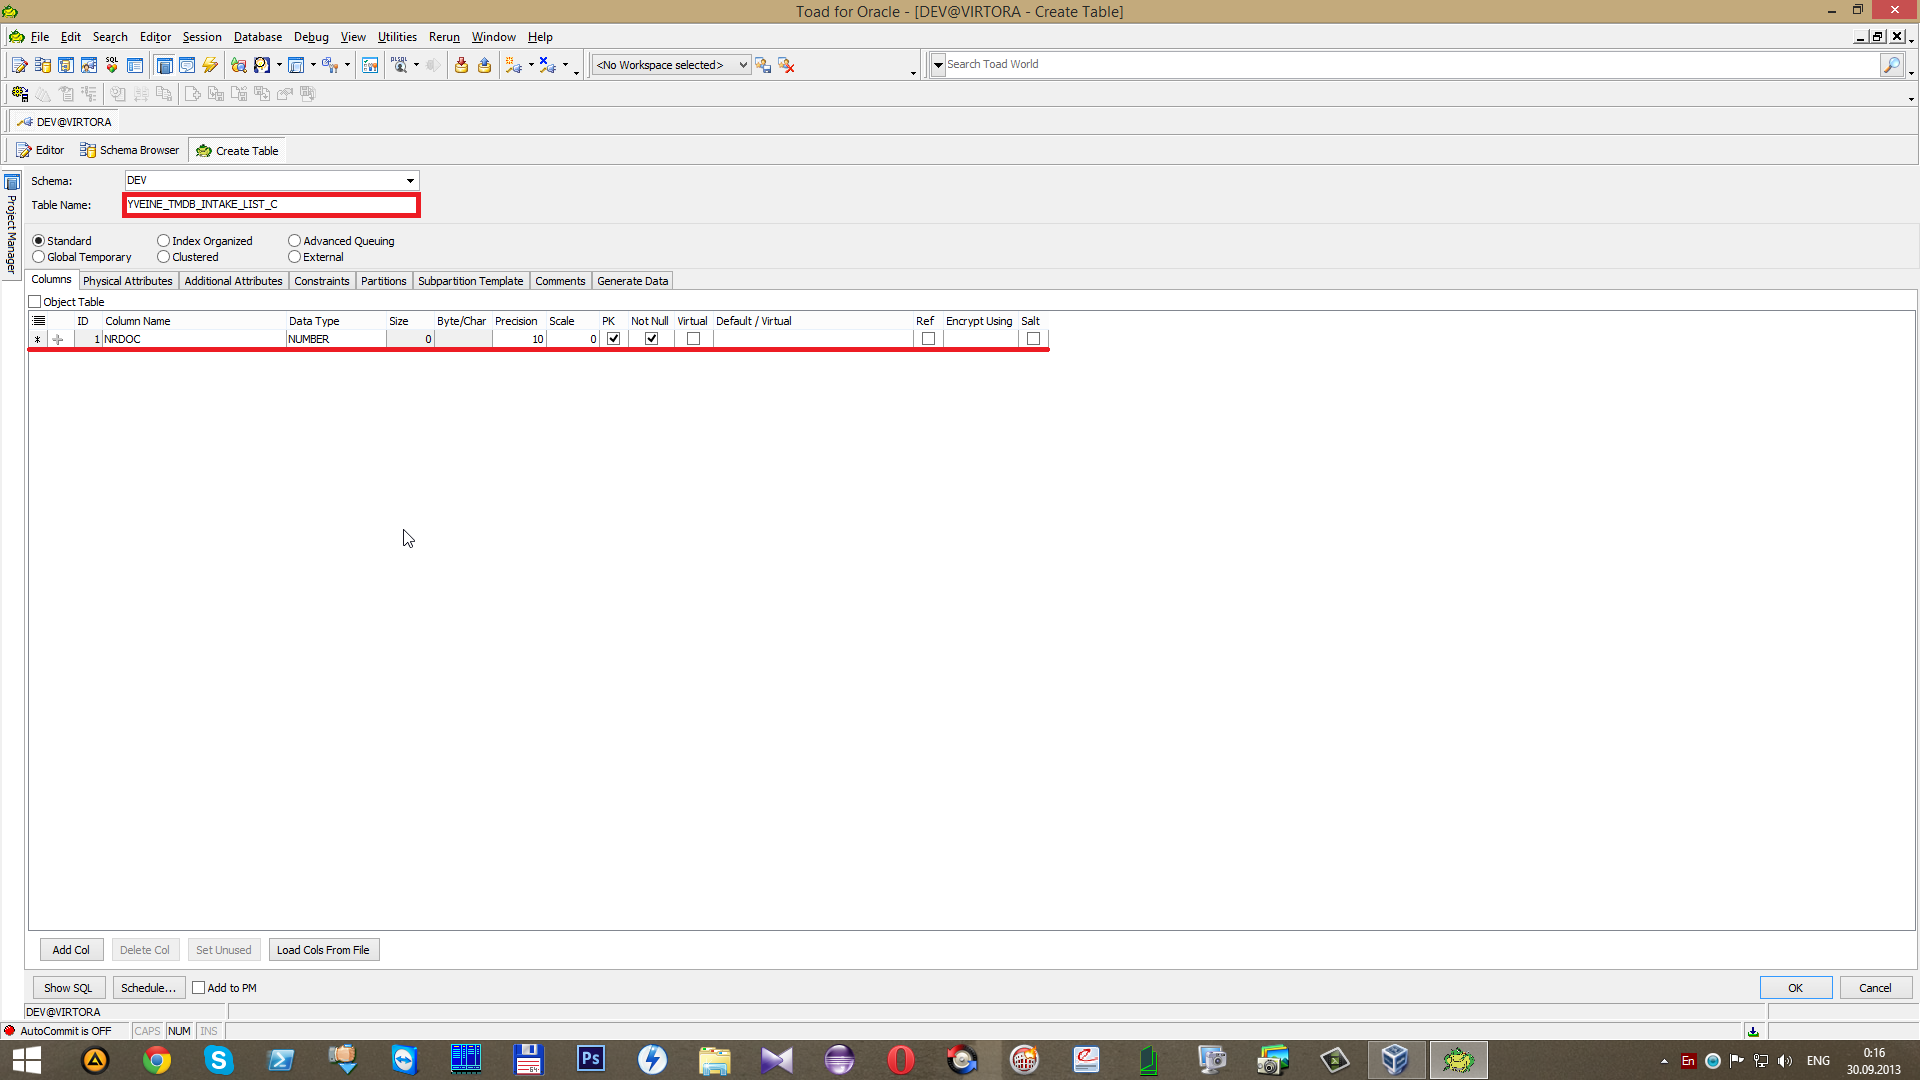 Toad for Oracle - [DEV@VIRTORA - Create Table]
File Edit Search Editor Session Database Debug View Utilities Rerun Window Help
SQL
<No Workspace selected>
Search Toad World
DEV@VIRTORA
Editor Schema Browser Create Table
Project Manager
Schema: DEV
Table Name: YVEINE_TMDB_INTAKE_LIST_C
Standard Index Organized Advanced Queuing
Global Temporary Clustered External
Columns Physical Attributes Additional Attributes Constraints Partitions Subpartition Template Comments Generate Data
Object Table
ID Column Name Data Type Size Byte/Char Precision Scale PK Not Null Virtual Default / Virtual Ref Encrypt Using Salt
1 NRDOC NUMBER 0 10 0
Add Col Delete Col Set Unused Load Cols From File
Show SQL Schedule... Add to PM OK Cancel
DEV@VIRTORA
AutoCommit is OFF CAPS NUM INS
64 Ps En ENG 0:16
30.09.2013